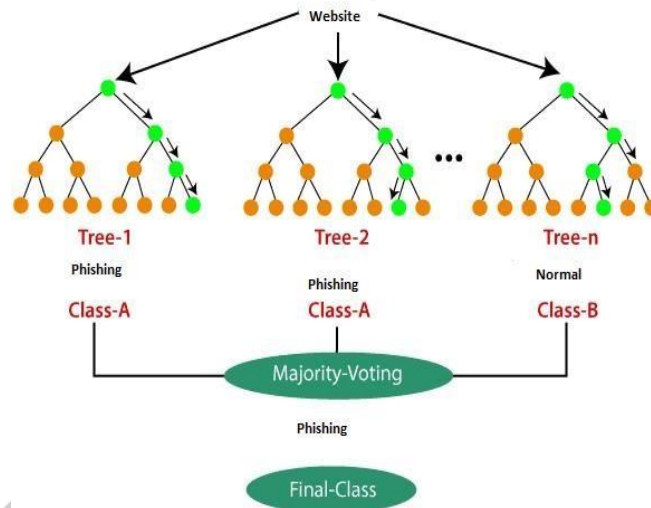 Website
Tree-1 Tree-2 Tree-n
Phishing Phishing Normal
Class-A Class-A Class-B
Majority-Voting
Phishing
Final-Class